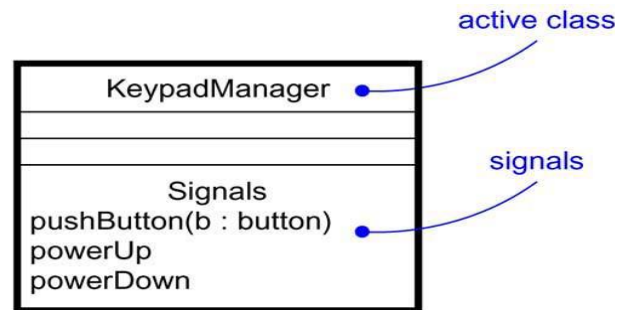 active class
KeypadManager
signals
Signals
pushButton(b : button)
powerUp
powerDown